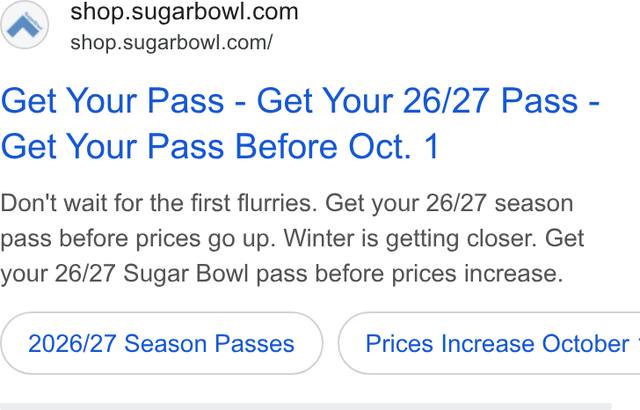 shop.sugarbowl.com
shop.sugarbowl.com/
Get Your Pass - Get Your 26/27 Pass -
Get Your Pass Before Oct. 1
Don't wait for the first flurries. Get your 26/27 season
pass before prices go up. Winter is getting closer. Get
your 26/27 Sugar Bowl pass before prices increase.
2026/27 Season Passes
Prices Increase October